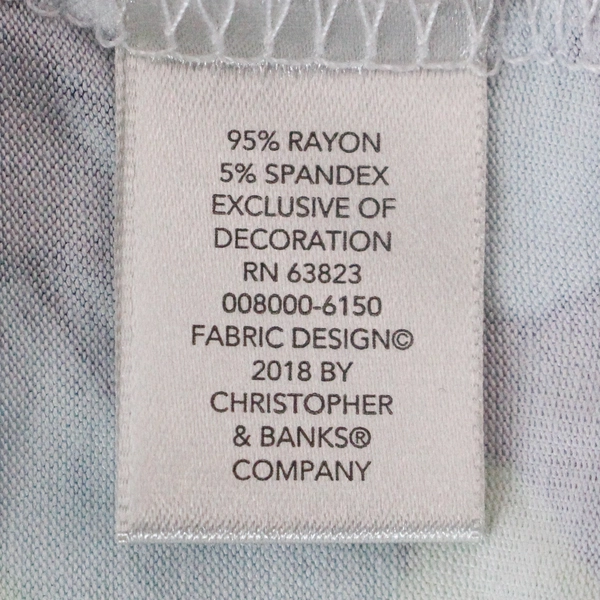 95% RAYON
5% SPANDEX
EXCLUSIVE OF
DECORATION
RN 63823
008000-6150
FABRIC DESIGN©
2018 BY
CHRISTOPHER
& BANKS®
COMPANY